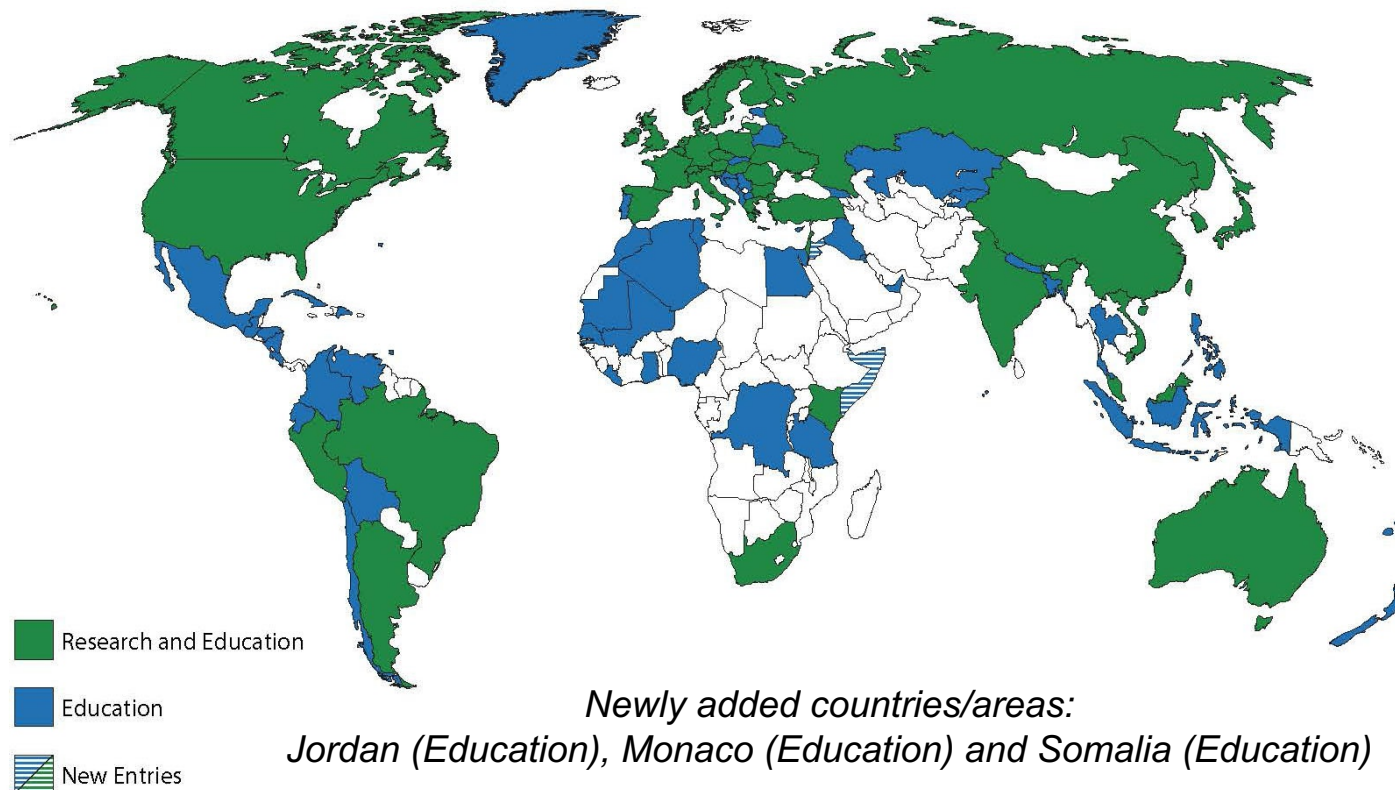 Research and Education
Education
New Entries
Newly added countries/areas:
Jordan (Education), Monaco (Education) and Somalia (Education)